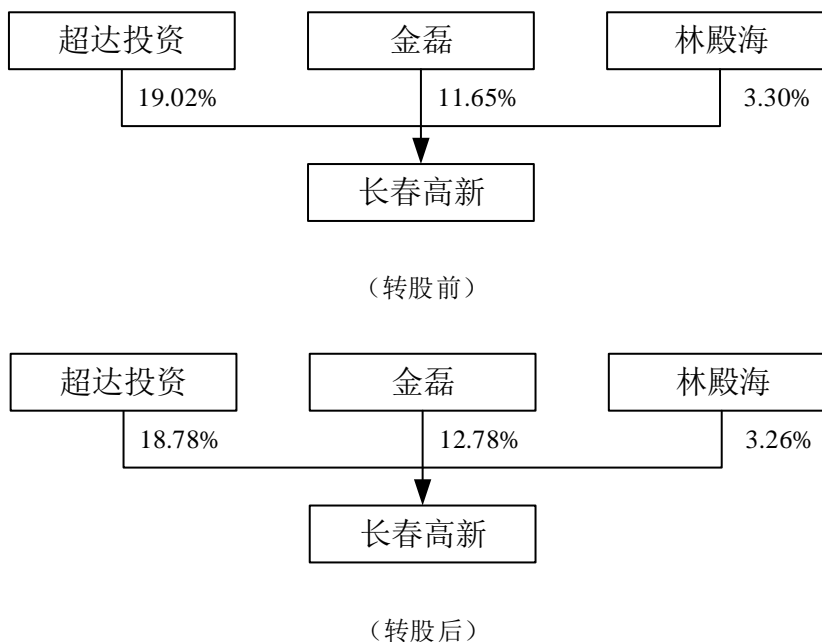 超达投资 金磊 林殿海
19.02% 11.65% 3.30%
长春高新
（转股前）
超达投资 金磊 林殿海
18.78% 12.78% 3.26%
长春高新
（转股后）